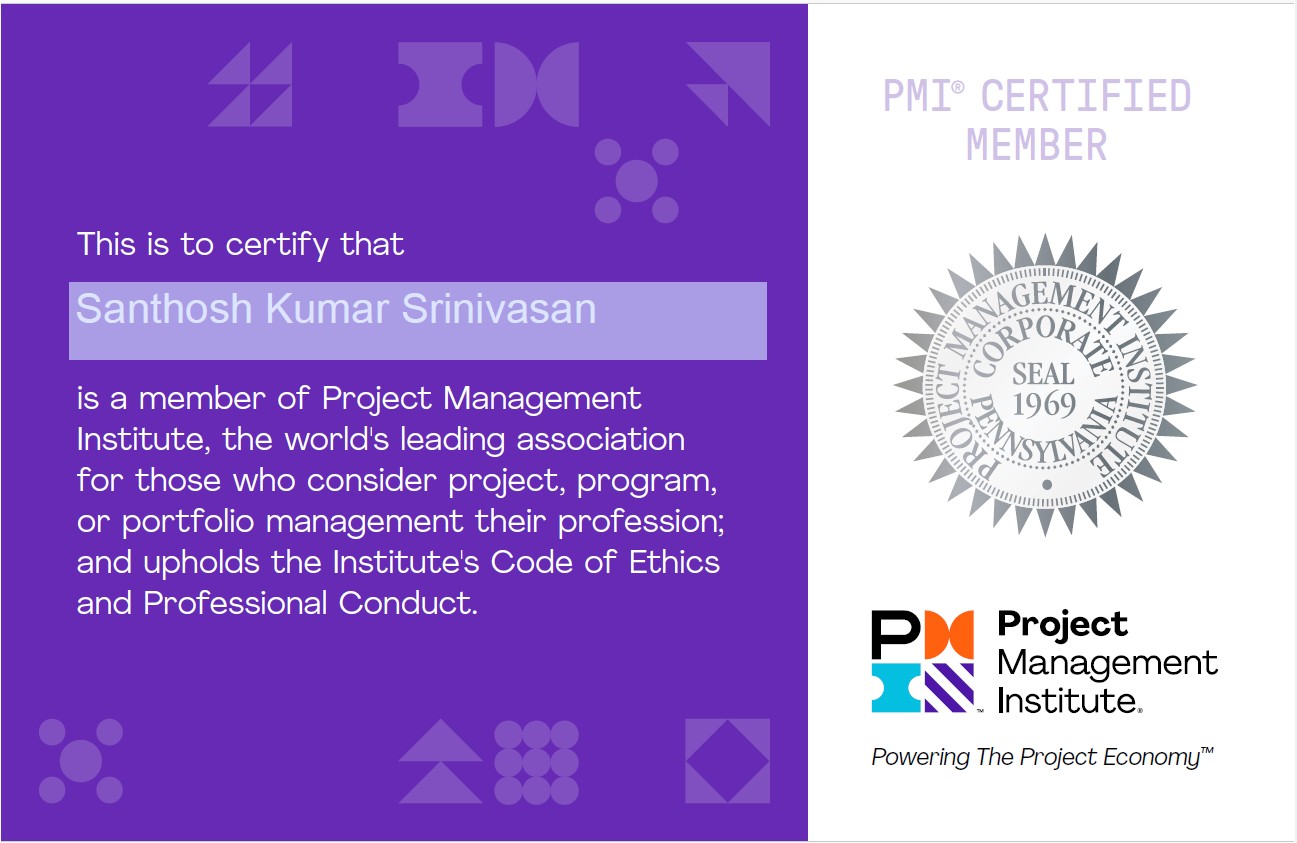 This is to certify that
Santhosh Kumar Srinivasan
is a member of Project Management
Institute, the world's leading association
for those who consider project, program,
or portfolio management their profession;
and upholds the Institute's Code of Ethics
and Professional Conduct.
PMI® CERTIFIED
MEMBER
PROJECT MANAGEMENT INSTITUTE
CORPORATE
SEAL
1969
PENNSYLVANIA
P
™
Project
Management
Institute®
Powering The Project Economy™